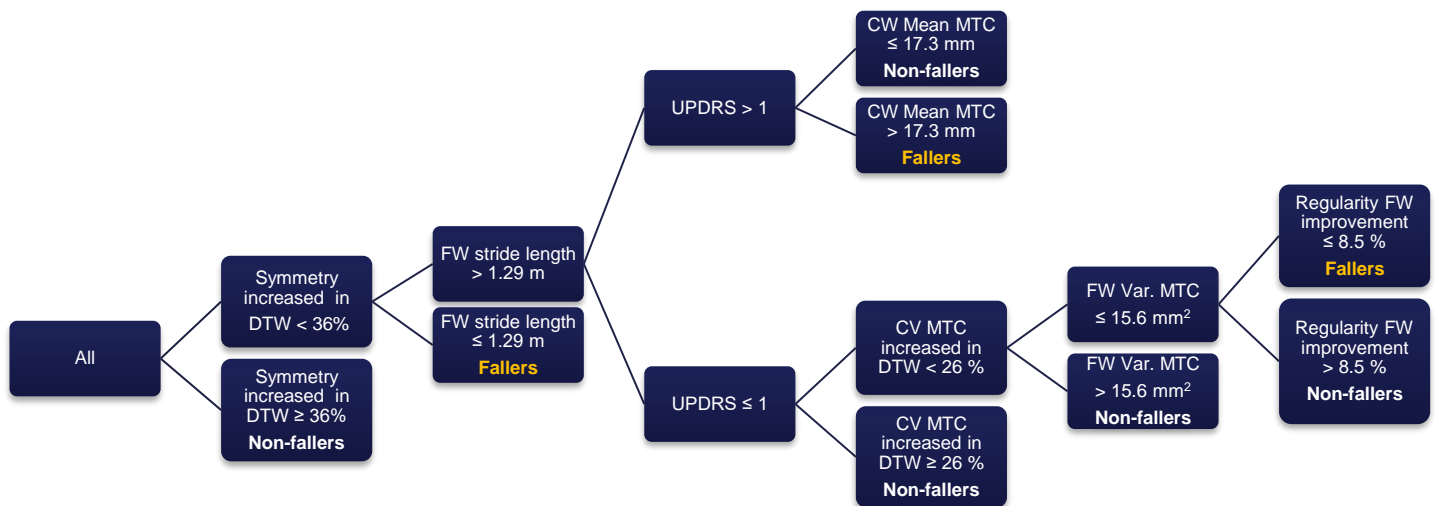 All
Symmetry
increased in
DTW < 36%
Symmetry
increased in
DTW ≥ 36%
Non-fallers
FW stride length
> 1.29 m
FW stride length
≤ 1.29 m
Fallers
UPDRS > 1
UPDRS ≤ 1
CW Mean MTC
≤ 17.3 mm
Non-fallers
CW Mean MTC
> 17.3 mm
Fallers
CV MTC
increased in
DTW < 26 %
CV MTC
increased in
DTW ≥ 26 %
Non-fallers
FW Var. MTC
≤ 15.6 mm²
FW Var. MTC
> 15.6 mm²
Non-fallers
Regularity FW
improvement
≤ 8.5 %
Fallers
Regularity FW
improvement
> 8.5 %
Non-fallers